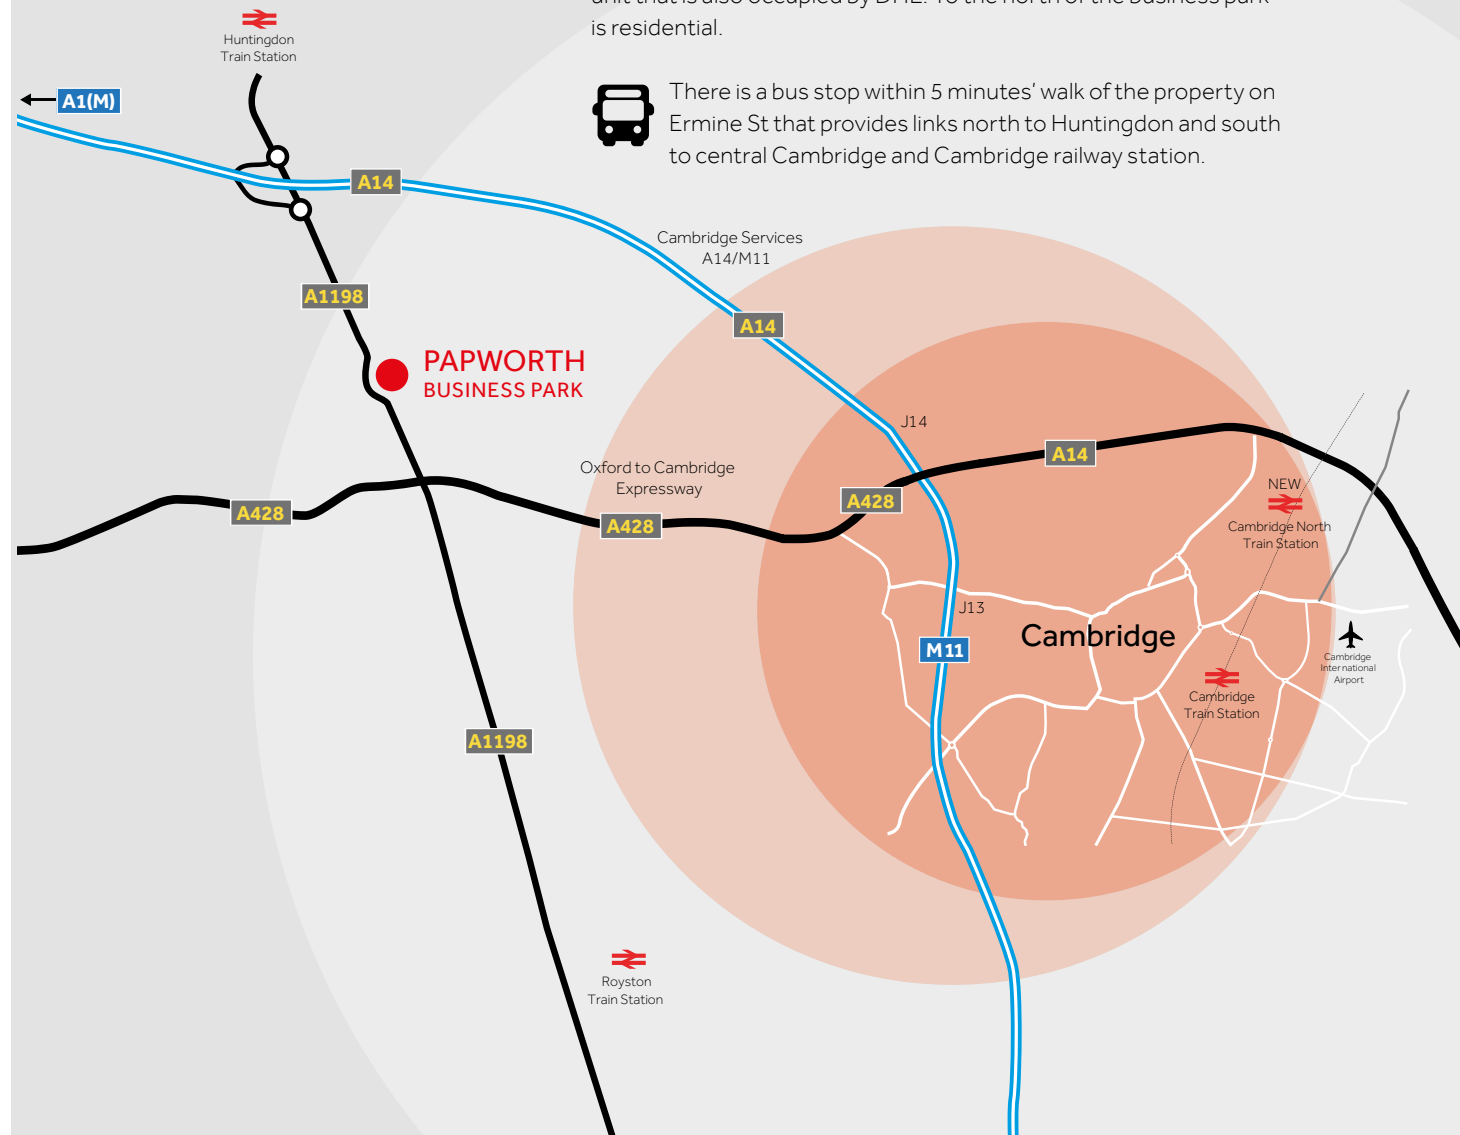 is residential.
Huntingdon
Train Station
A1(M)
There is a bus stop within 5 minutes' walk of the property on
Ermine St that provides links north to Huntingdon and south
to central Cambridge and Cambridge railway station.
A14
Cambridge Services
A14/M11
A1198
A14
PAPWORTH
BUSINESS PARK
J14
A14
Oxford to Cambridge
Expressway
A428
A428
A428
NEW
Cambridge North
Train Station
J13
Cambridge
M11
Cambridge
International
Airport
Cambridge
Train Station
A1198
Royston
Train Station